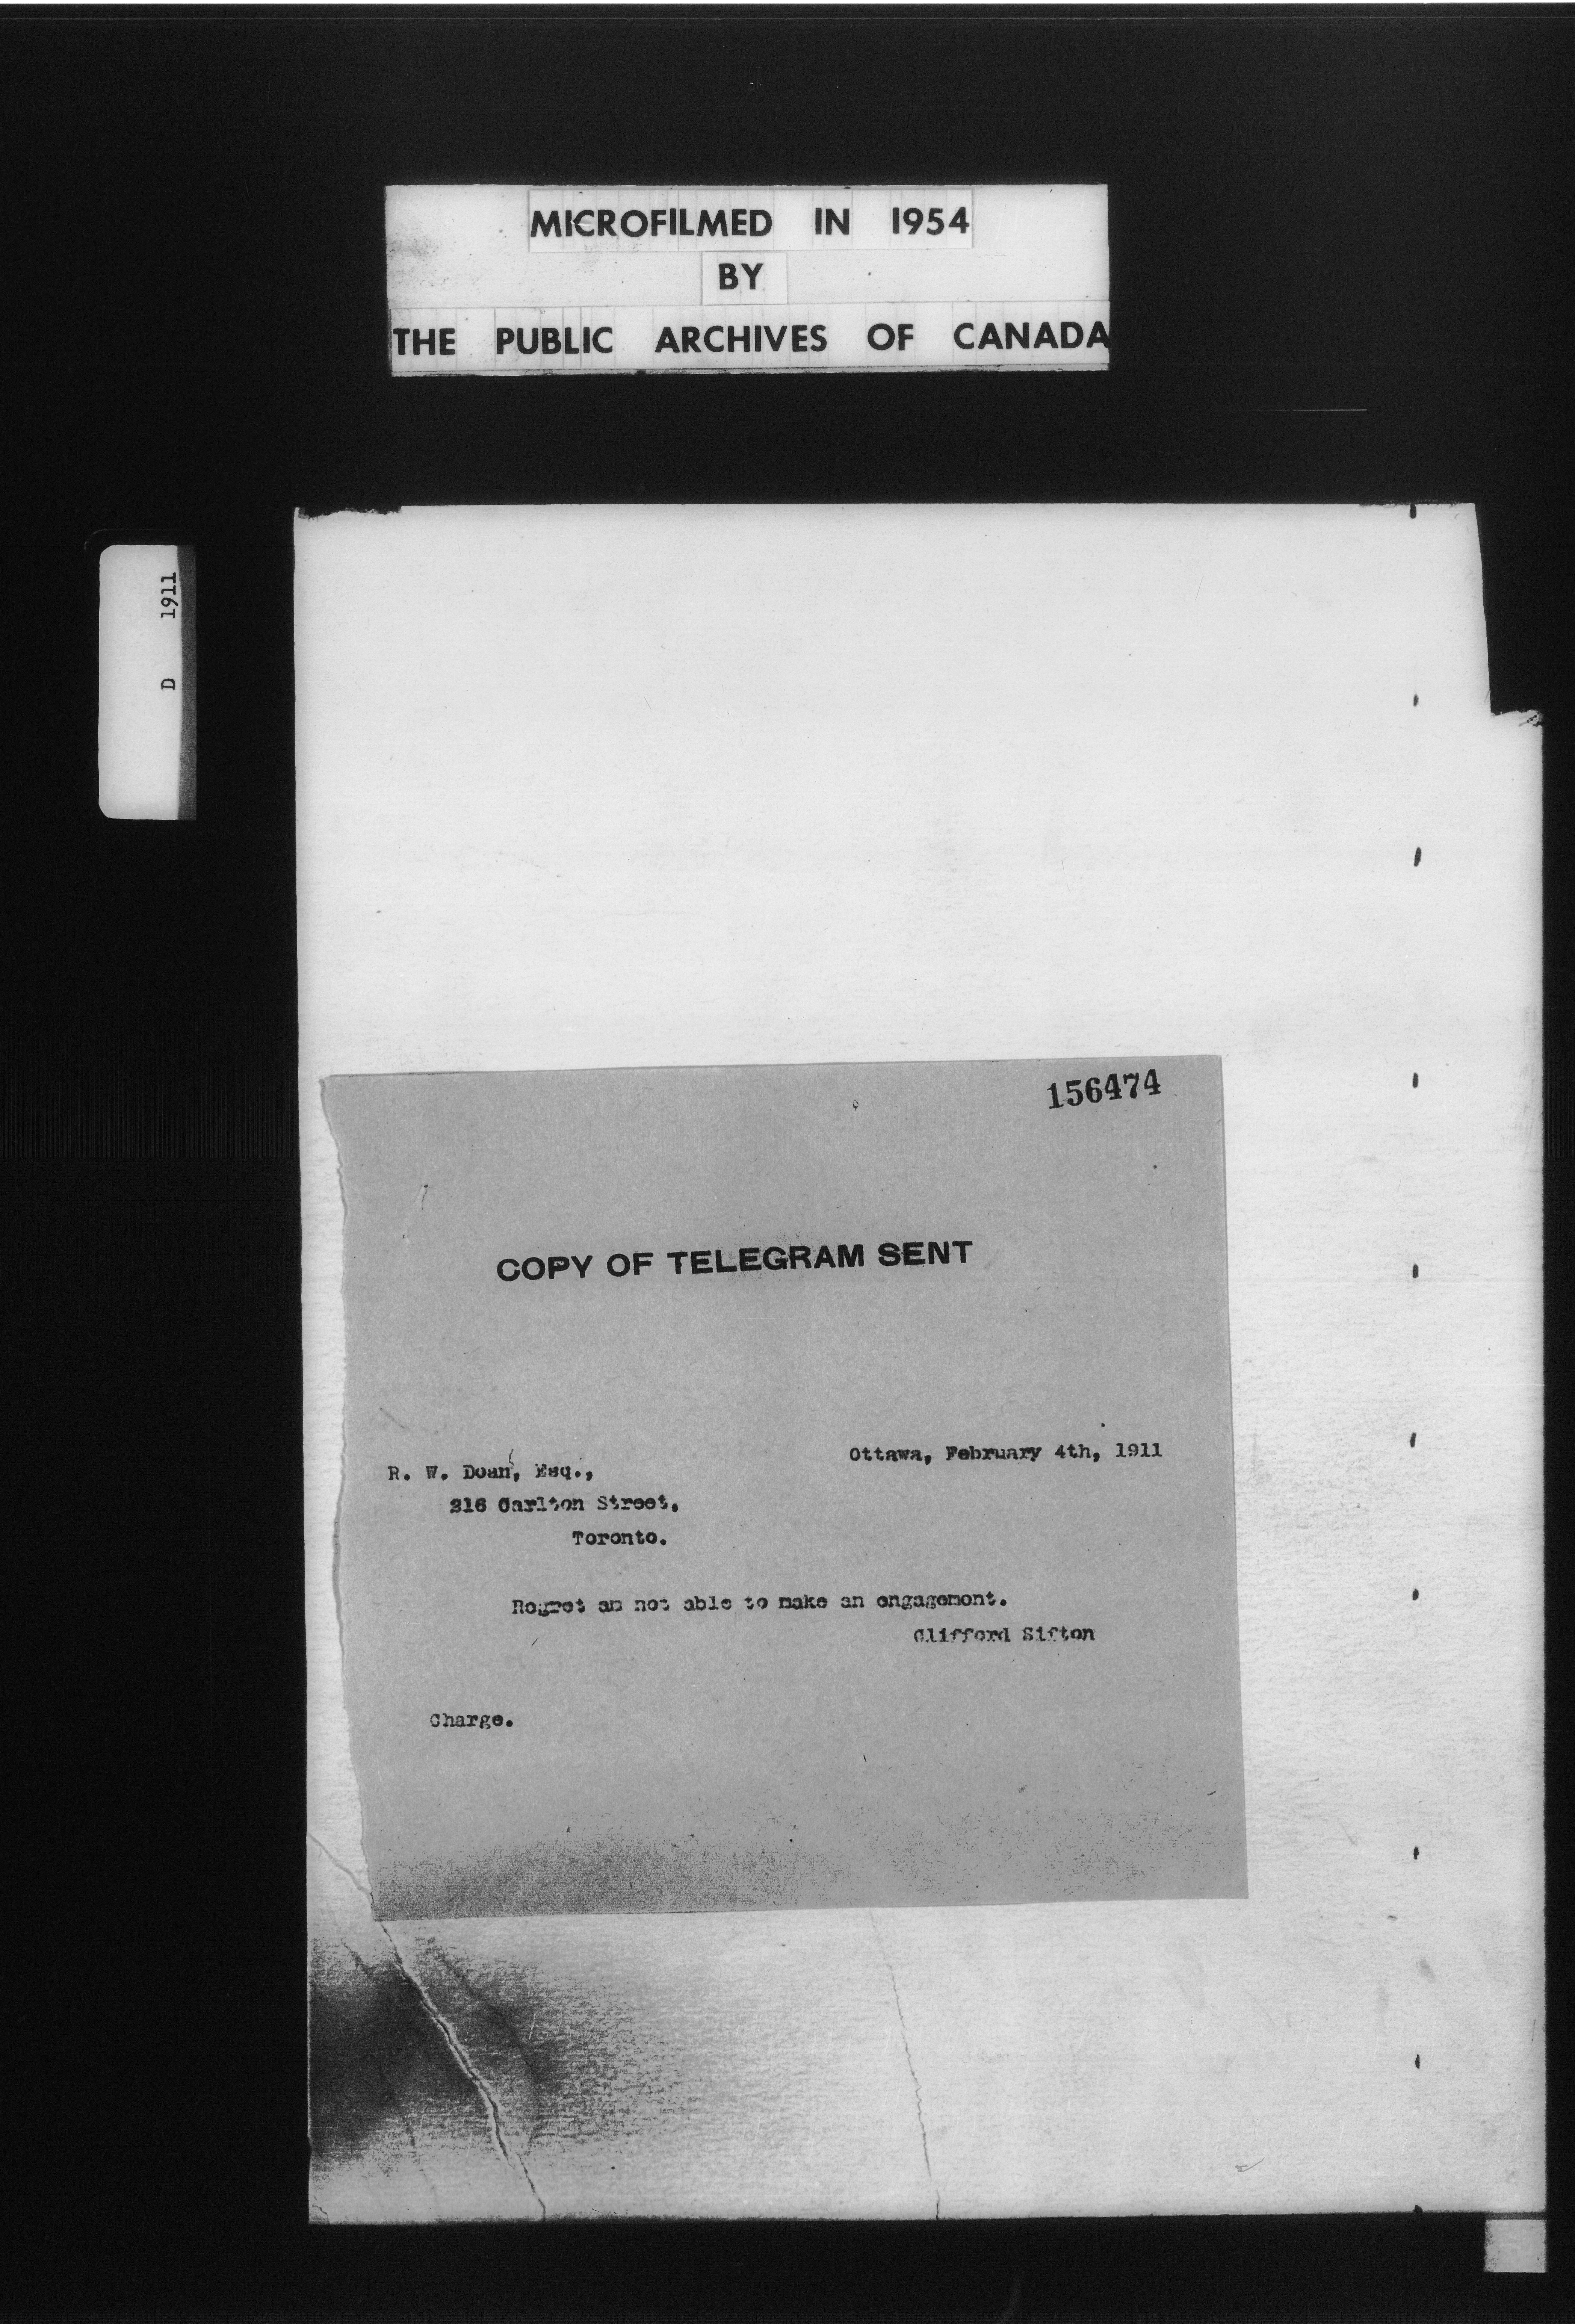 MICROFILMED IN 1954
BY
THE PUBLIC ARCHIVES OF CANADA
D 1911
156474
COPY OF TELEGRAM SENT
Ottawa, February 4th, 1911
R. W. Doan, Esq.,
216 Carlton Street,
Toronto.
Regret am not able to make an engagement.
Clifford Sifton
Charge.